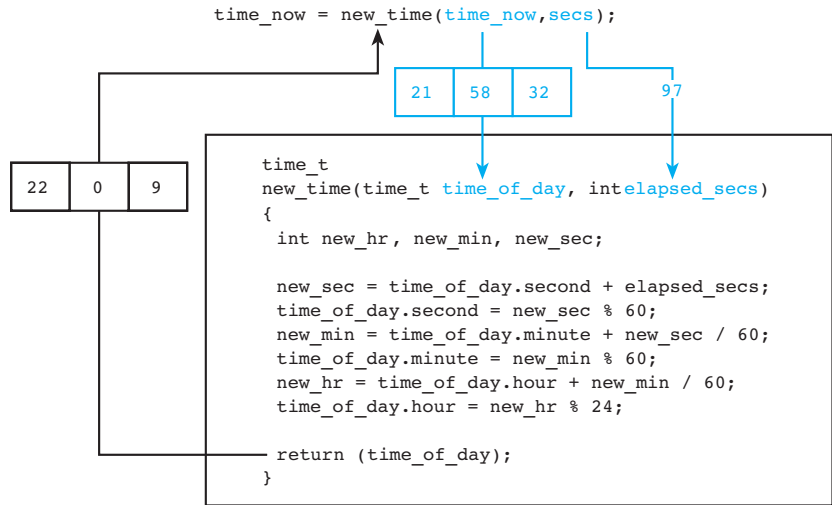 time_now = new_time(time_now,secs);
21 58 32
97
22 0 9
time_t
new_time(time_t time_of_day, int elapsed_secs)
{
int new_hr, new_min, new_sec;
new_sec = time_of_day.second + elapsed_secs;
time_of_day.second = new_sec % 60;
new_min = time_of_day.minute + new_sec / 60;
time_of_day.minute = new_min % 60;
new_hr = time_of_day.hour + new_min / 60;
time_of_day.hour = new_hr % 24;
return (time_of_day);
}